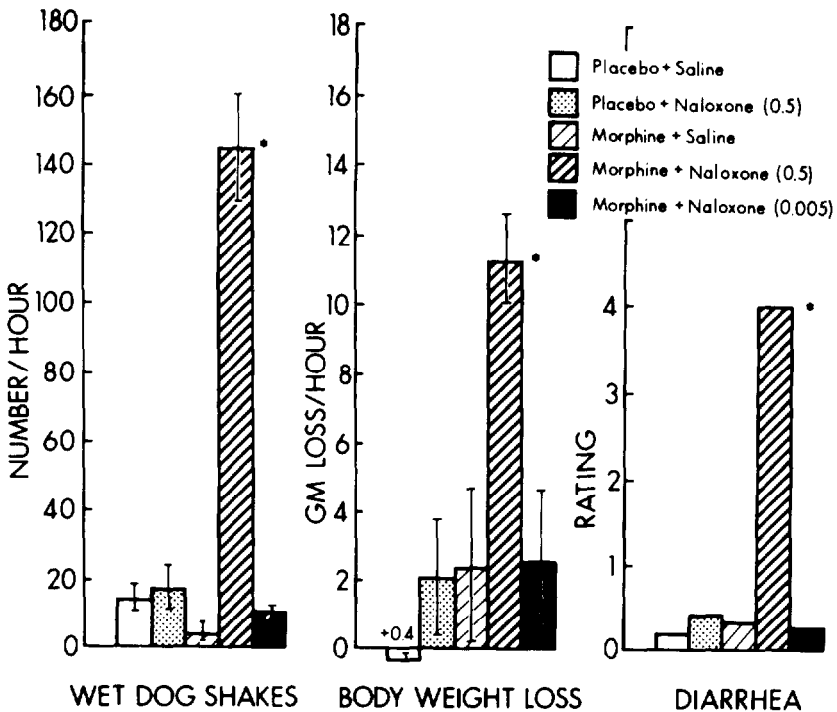 NUMBER/HOUR
180
160
140
120
100
80
60
40
20
0
WET DOG SHAKES
GM LOSS/HOUR
18
16
14
12
10
8
6
4
2
0
+0.4
*
BODY WEIGHT LOSS
*
Placebo + Saline
Placebo + Naloxone (0.5)
Morphine + Saline
Morphine + Naloxone (0.5)
Morphine + Naloxone (0.005)
RATING
4
3
2
1
0
*
DIARRHEA